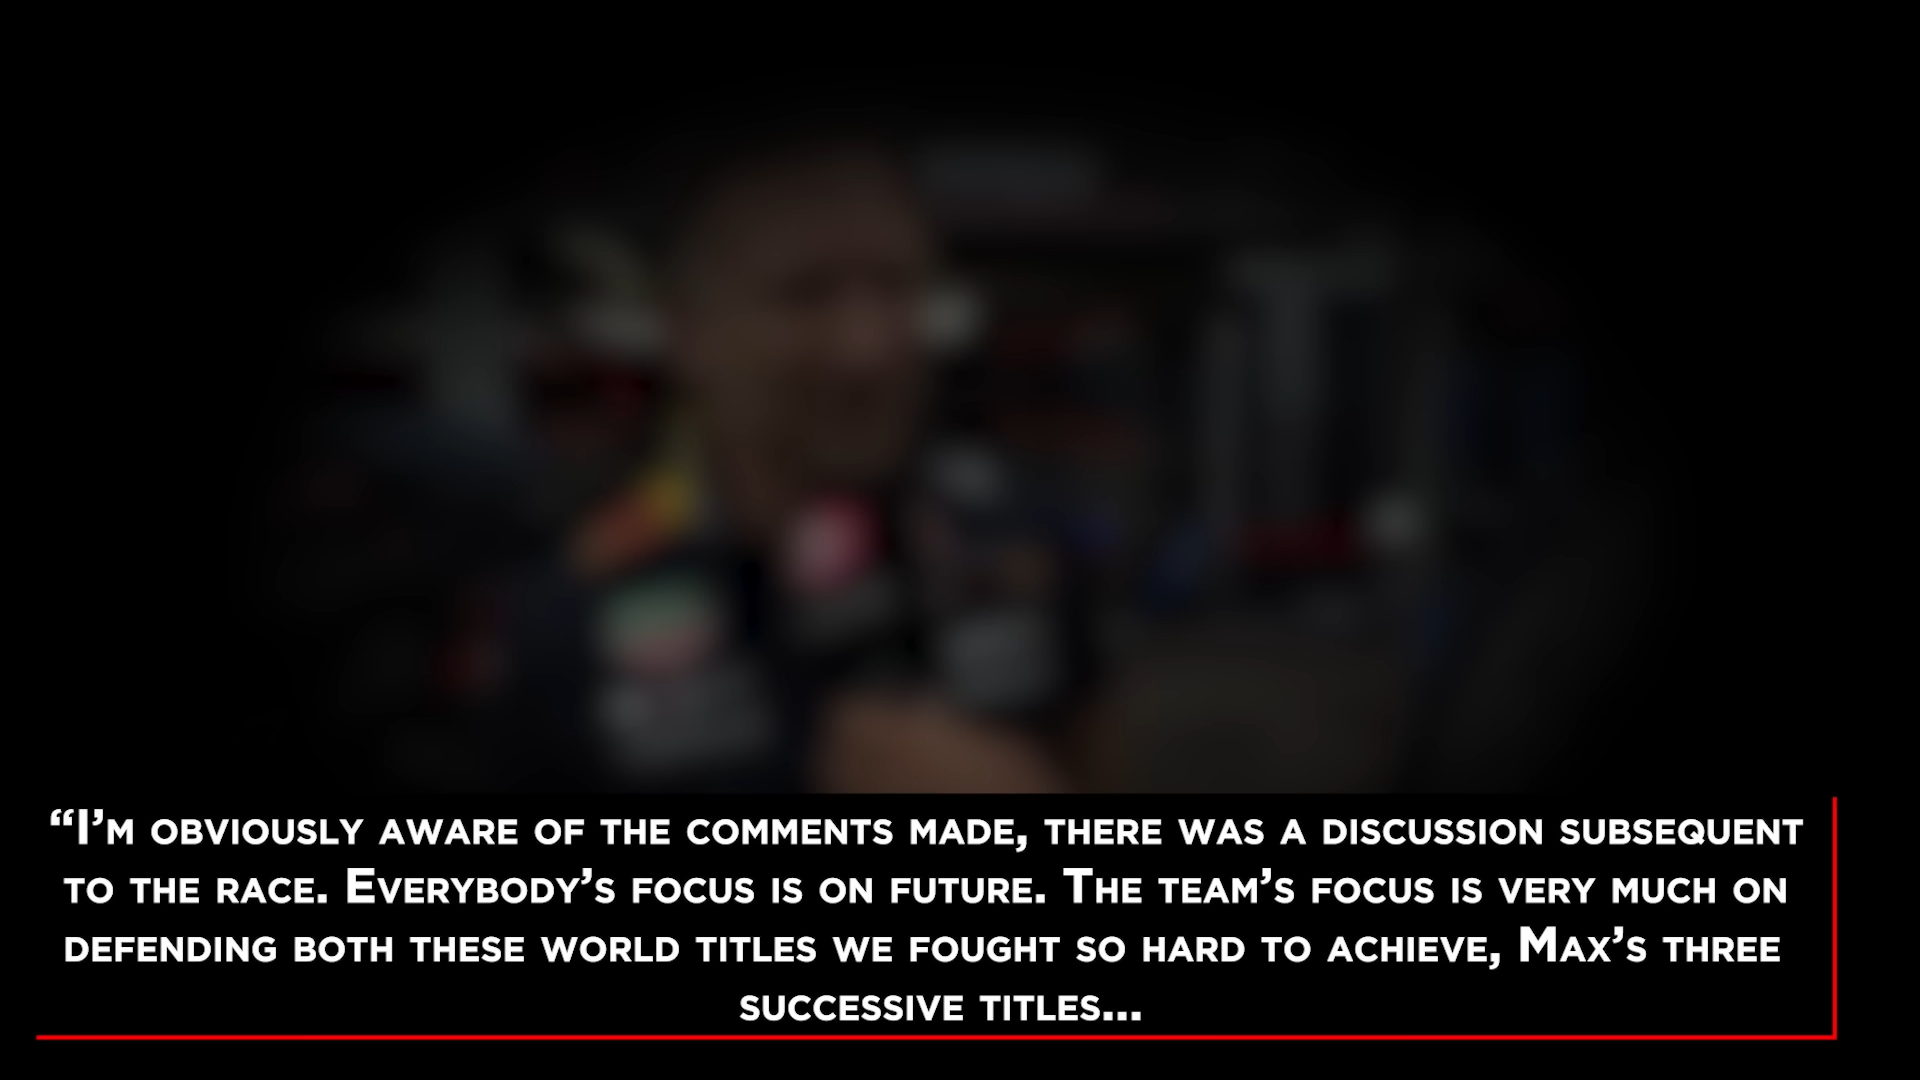 “I’m obviously aware of the comments made, there was a discussion subsequent
to the race. Everybody’s focus is on future. The team’s focus is very much on
defending both these world titles we fought so hard to achieve, Max’s three
successive titles...